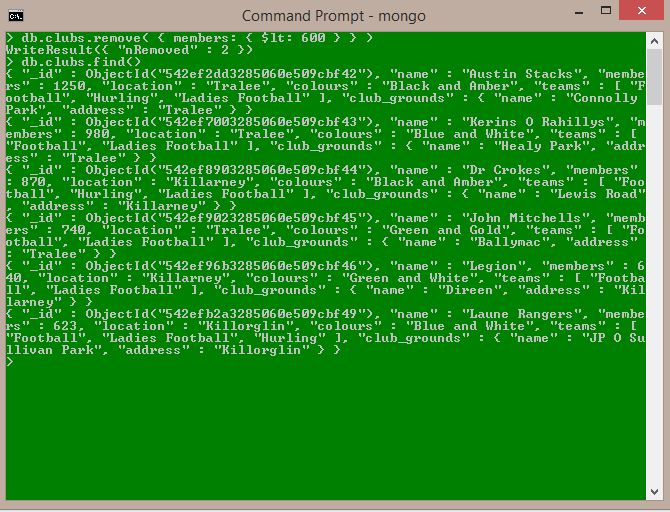 C:\.
Command Prompt - mongo
> db.clubs.remove( { members: { $lt: 600 } } )
WriteResult({ "nRemoved" : 2 })
> db.clubs.find()
{ "_id" : ObjectId("542ef2dd3285060e509cbf42"), "name" : "Austin Stacks", "membe
rs" : 1250, "location" : "Tralee", "colours" : "Black and Amber", "teams" : [ "F
ootball", "Hurling", "Ladies Football" ], "club_grounds" : { "name" : "Connolly
Park", "address" : "Tralee" } }
{ "_id" : ObjectId("542ef7003285060e509cbf43"), "name" : "Kerins O Rahillys", "m
embers" : 980, "location" : "Tralee", "colours" : "Blue and White", "teams" : [
"Football", "Ladies Football" ], "club_grounds" : { "name" : "Healy Park", "addr
ess" : "Tralee" } }
{ "_id" : ObjectId("542ef8903285060e509cbf44"), "name" : "Dr Crokes", "members"
: 870, "location" : "Killarney", "colours" : "Black and Amber", "teams" : [ "Foo
tball", "Hurling", "Ladies Football" ], "club_grounds" : { "name" : "Lewis Road"
, "address" : "Killarney" } }
{ "_id" : ObjectId("542ef9023285060e509cbf45"), "name" : "John Mitchells", "memb
ers" : 740, "location" : "Tralee", "colours" : "Green and Gold", "teams" : [ "Fo
otball", "Ladies Football" ], "club_grounds" : { "name" : "Ballymac", "address"
: "Tralee" } }
{ "_id" : ObjectId("542ef96b3285060e509cbf46"), "name" : "Legion", "members" : 6
40, "location" : "Killarney", "colours" : "Green and White", "teams" : [ "Footba
ll", "Ladies Football" ], "club_grounds" : { "name" : "Direen", "address" : "Kil
larney" } }
{ "_id" : ObjectId("542efb2a3285060e509cbf49"), "name" : "Laune Rangers", "membe
rs" : 623, "location" : "Killorglin", "colours" : "Blue and White", "teams" : [
"Football", "Ladies Football", "Hurling" ], "club_grounds" : { "name" : "JP O Su
llivan Park", "address" : "Killorglin" } }
>